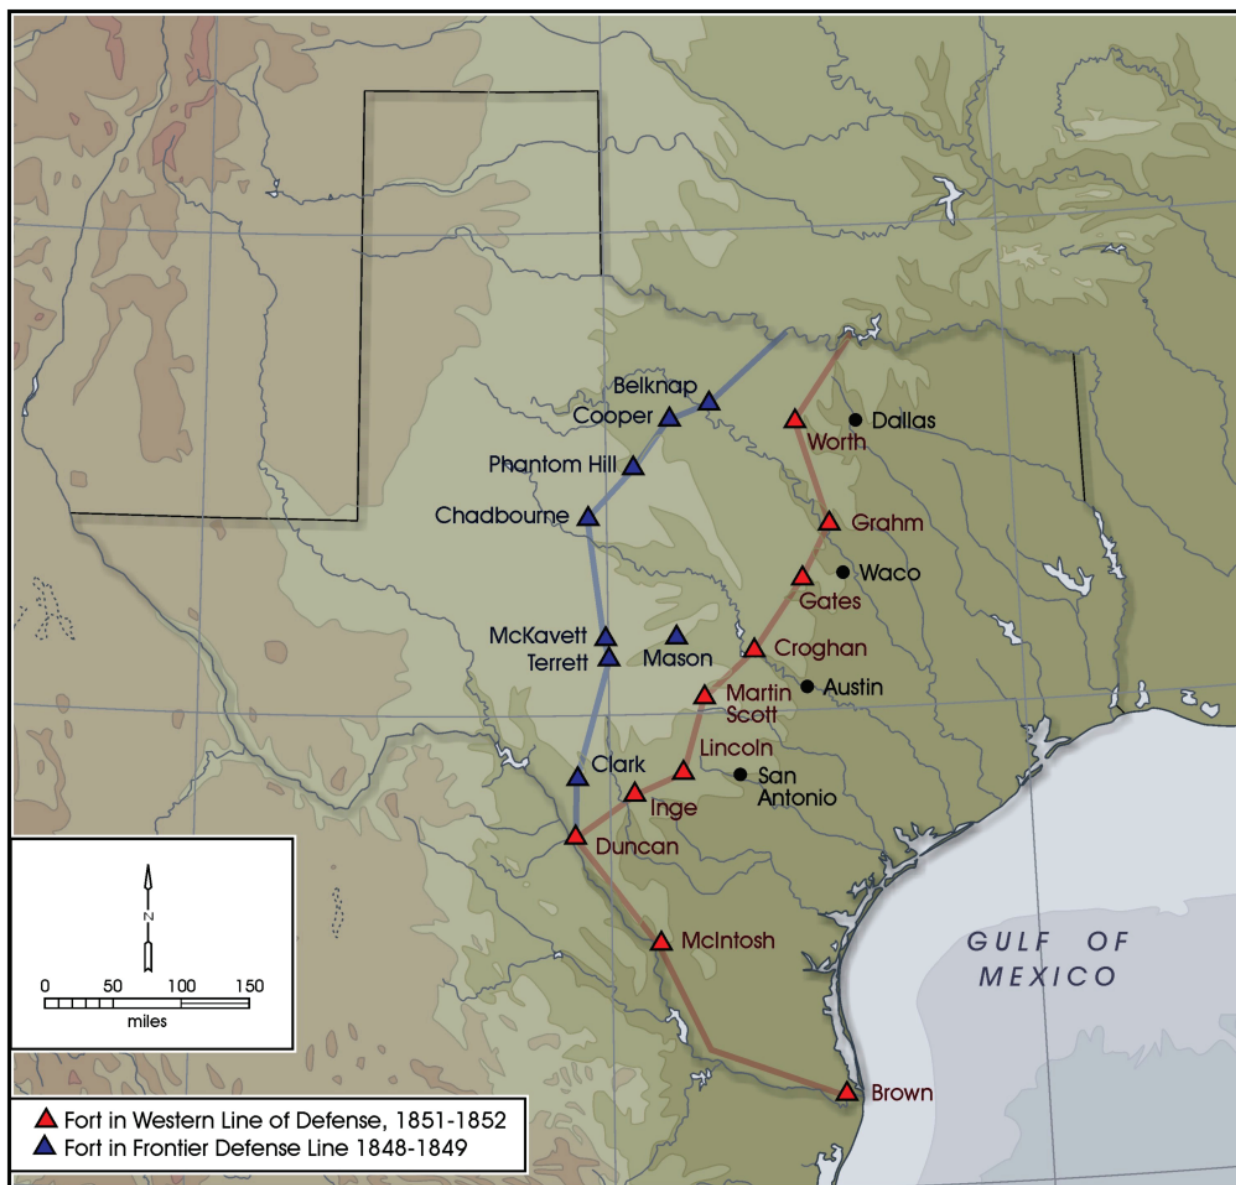 Belknap
Cooper
Dallas
Worth
Phantom Hill
Chadbourne
Grahm
Waco
Gates
McKavett
Terrett
Mason
Croghan
Austin
Martin
Scott
Lincoln
Clark
San
Antonio
Inge
Duncan
McIntosh
GULF OF
MEXICO
N
0 50 100 150
miles
Brown
Fort in Western Line of Defense, 1851-1852
Fort in Frontier Defense Line 1848-1849